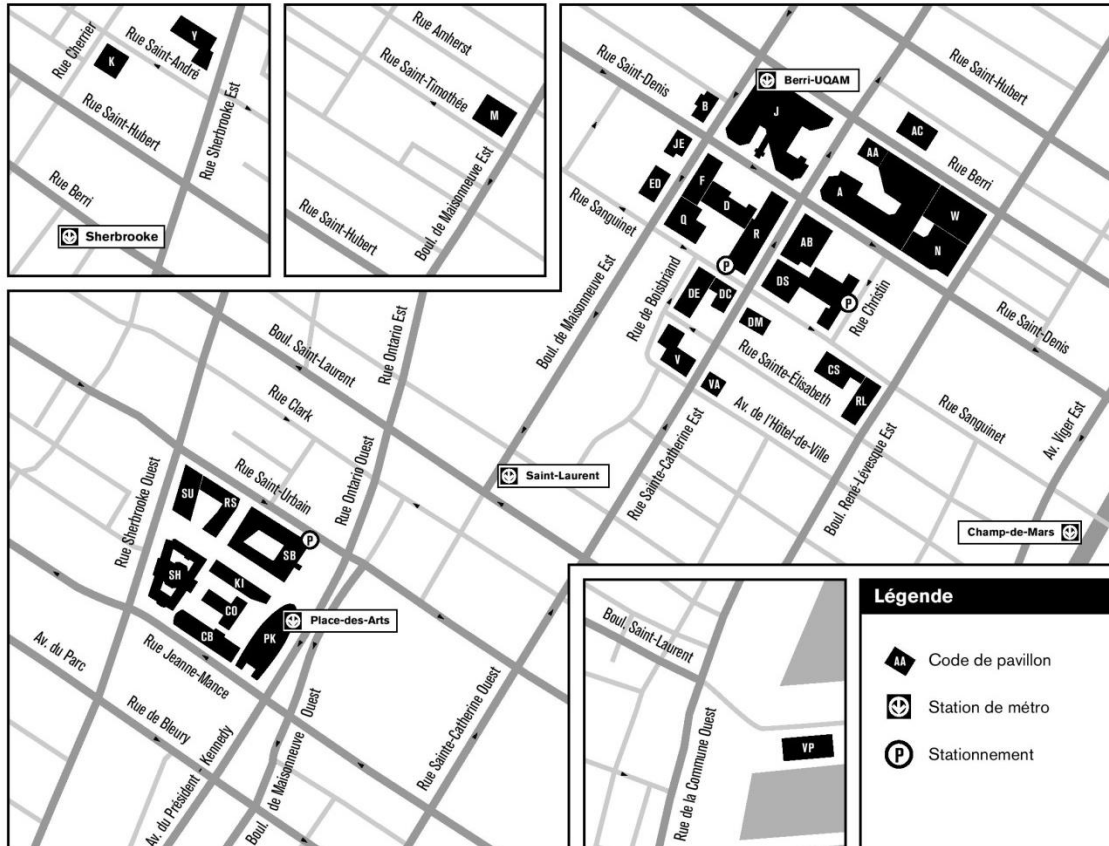 Rue Cherrier
Rue Saint-André
Y
K
Rue Saint-Hubert
Rue Sherbrooke Est
Rue Berri
Sherbrooke
Rue Amherst
Rue Saint-Timothée
M
Boul. de Maisonneuve Est
Rue Saint-Hubert
Rue Saint-Denis
Berri-UQAM
Rue Saint-Hubert
B
J
AC
JE
AA
Rue Berri
ED
F
D
A
W
Rue Sanguinet
Q
R
AB
N
P
DS
P
Rue Christin
Rue de Boisbriand
DE
DC
DM
Rue Saint-Denis
Boul. de Maisonneuve Est
V
Rue Sainte-Élisabeth
CS
RL
VA
Av. de l'Hôtel-de-Ville
Rue Sanguinet
Av. Viger Est
Rue Sainte-Catherine Est
Boul. René-Lévesque Est
Saint-Laurent
Champ-de-Mars
Boul. Saint-Laurent
Rue Ontario Est
Rue Clark
Rue Saint-Urbain
Rue Ontario Ouest
Rue Sherbrooke Ouest
SU
RS
SB
P
SH
KI
CO
CB
PK
Place-des-Arts
Av. du Parc
Rue Jeanne-Mance
Rue de Bleury
Av. du Président - Kennedy
Boul. de Maisonneuve Ouest
Rue Sainte-Catherine Ouest
Boul. Saint-Laurent
VP
Rue de la Commune Ouest
Légende
AA Code de pavillon
Station de métro
P Stationnement